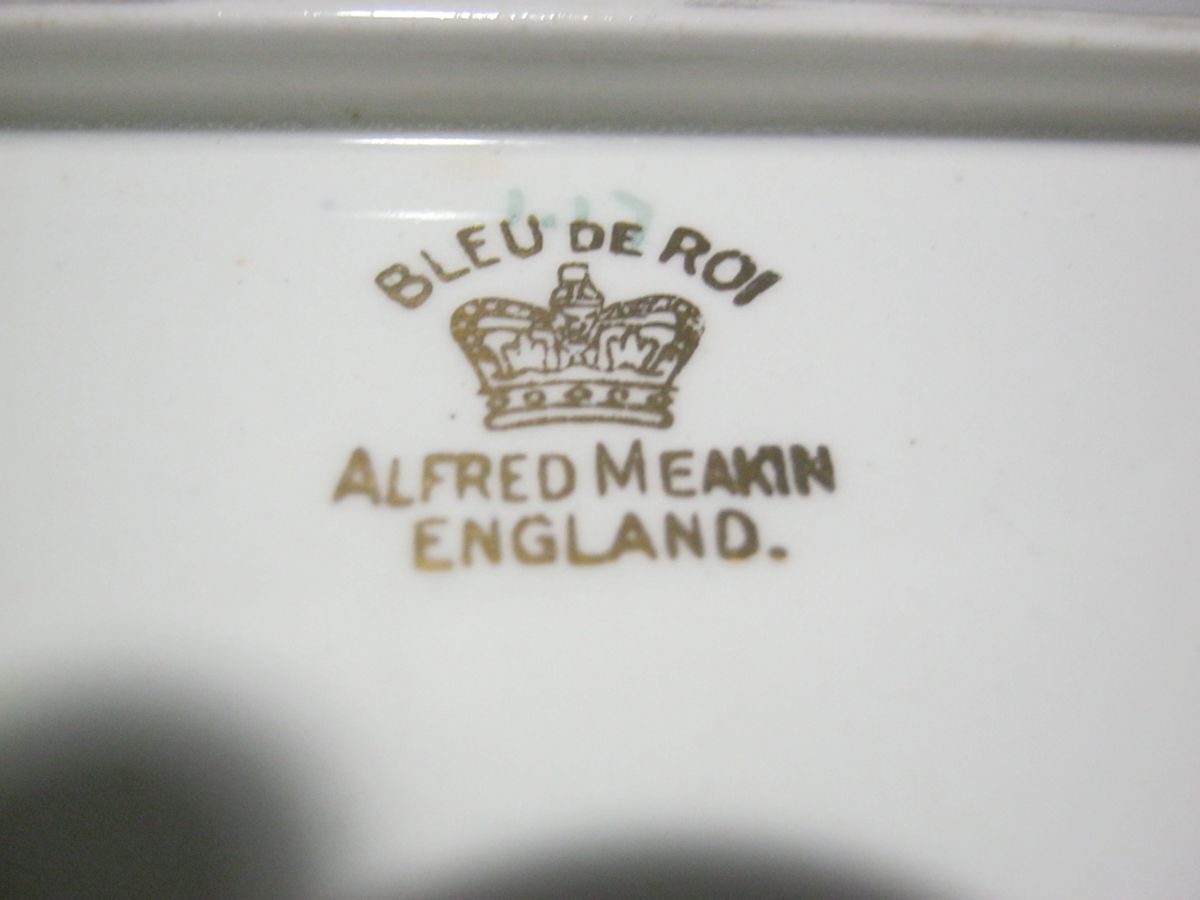 BLEU DE ROI
ALFRED MEAKIN
ENGLAND.